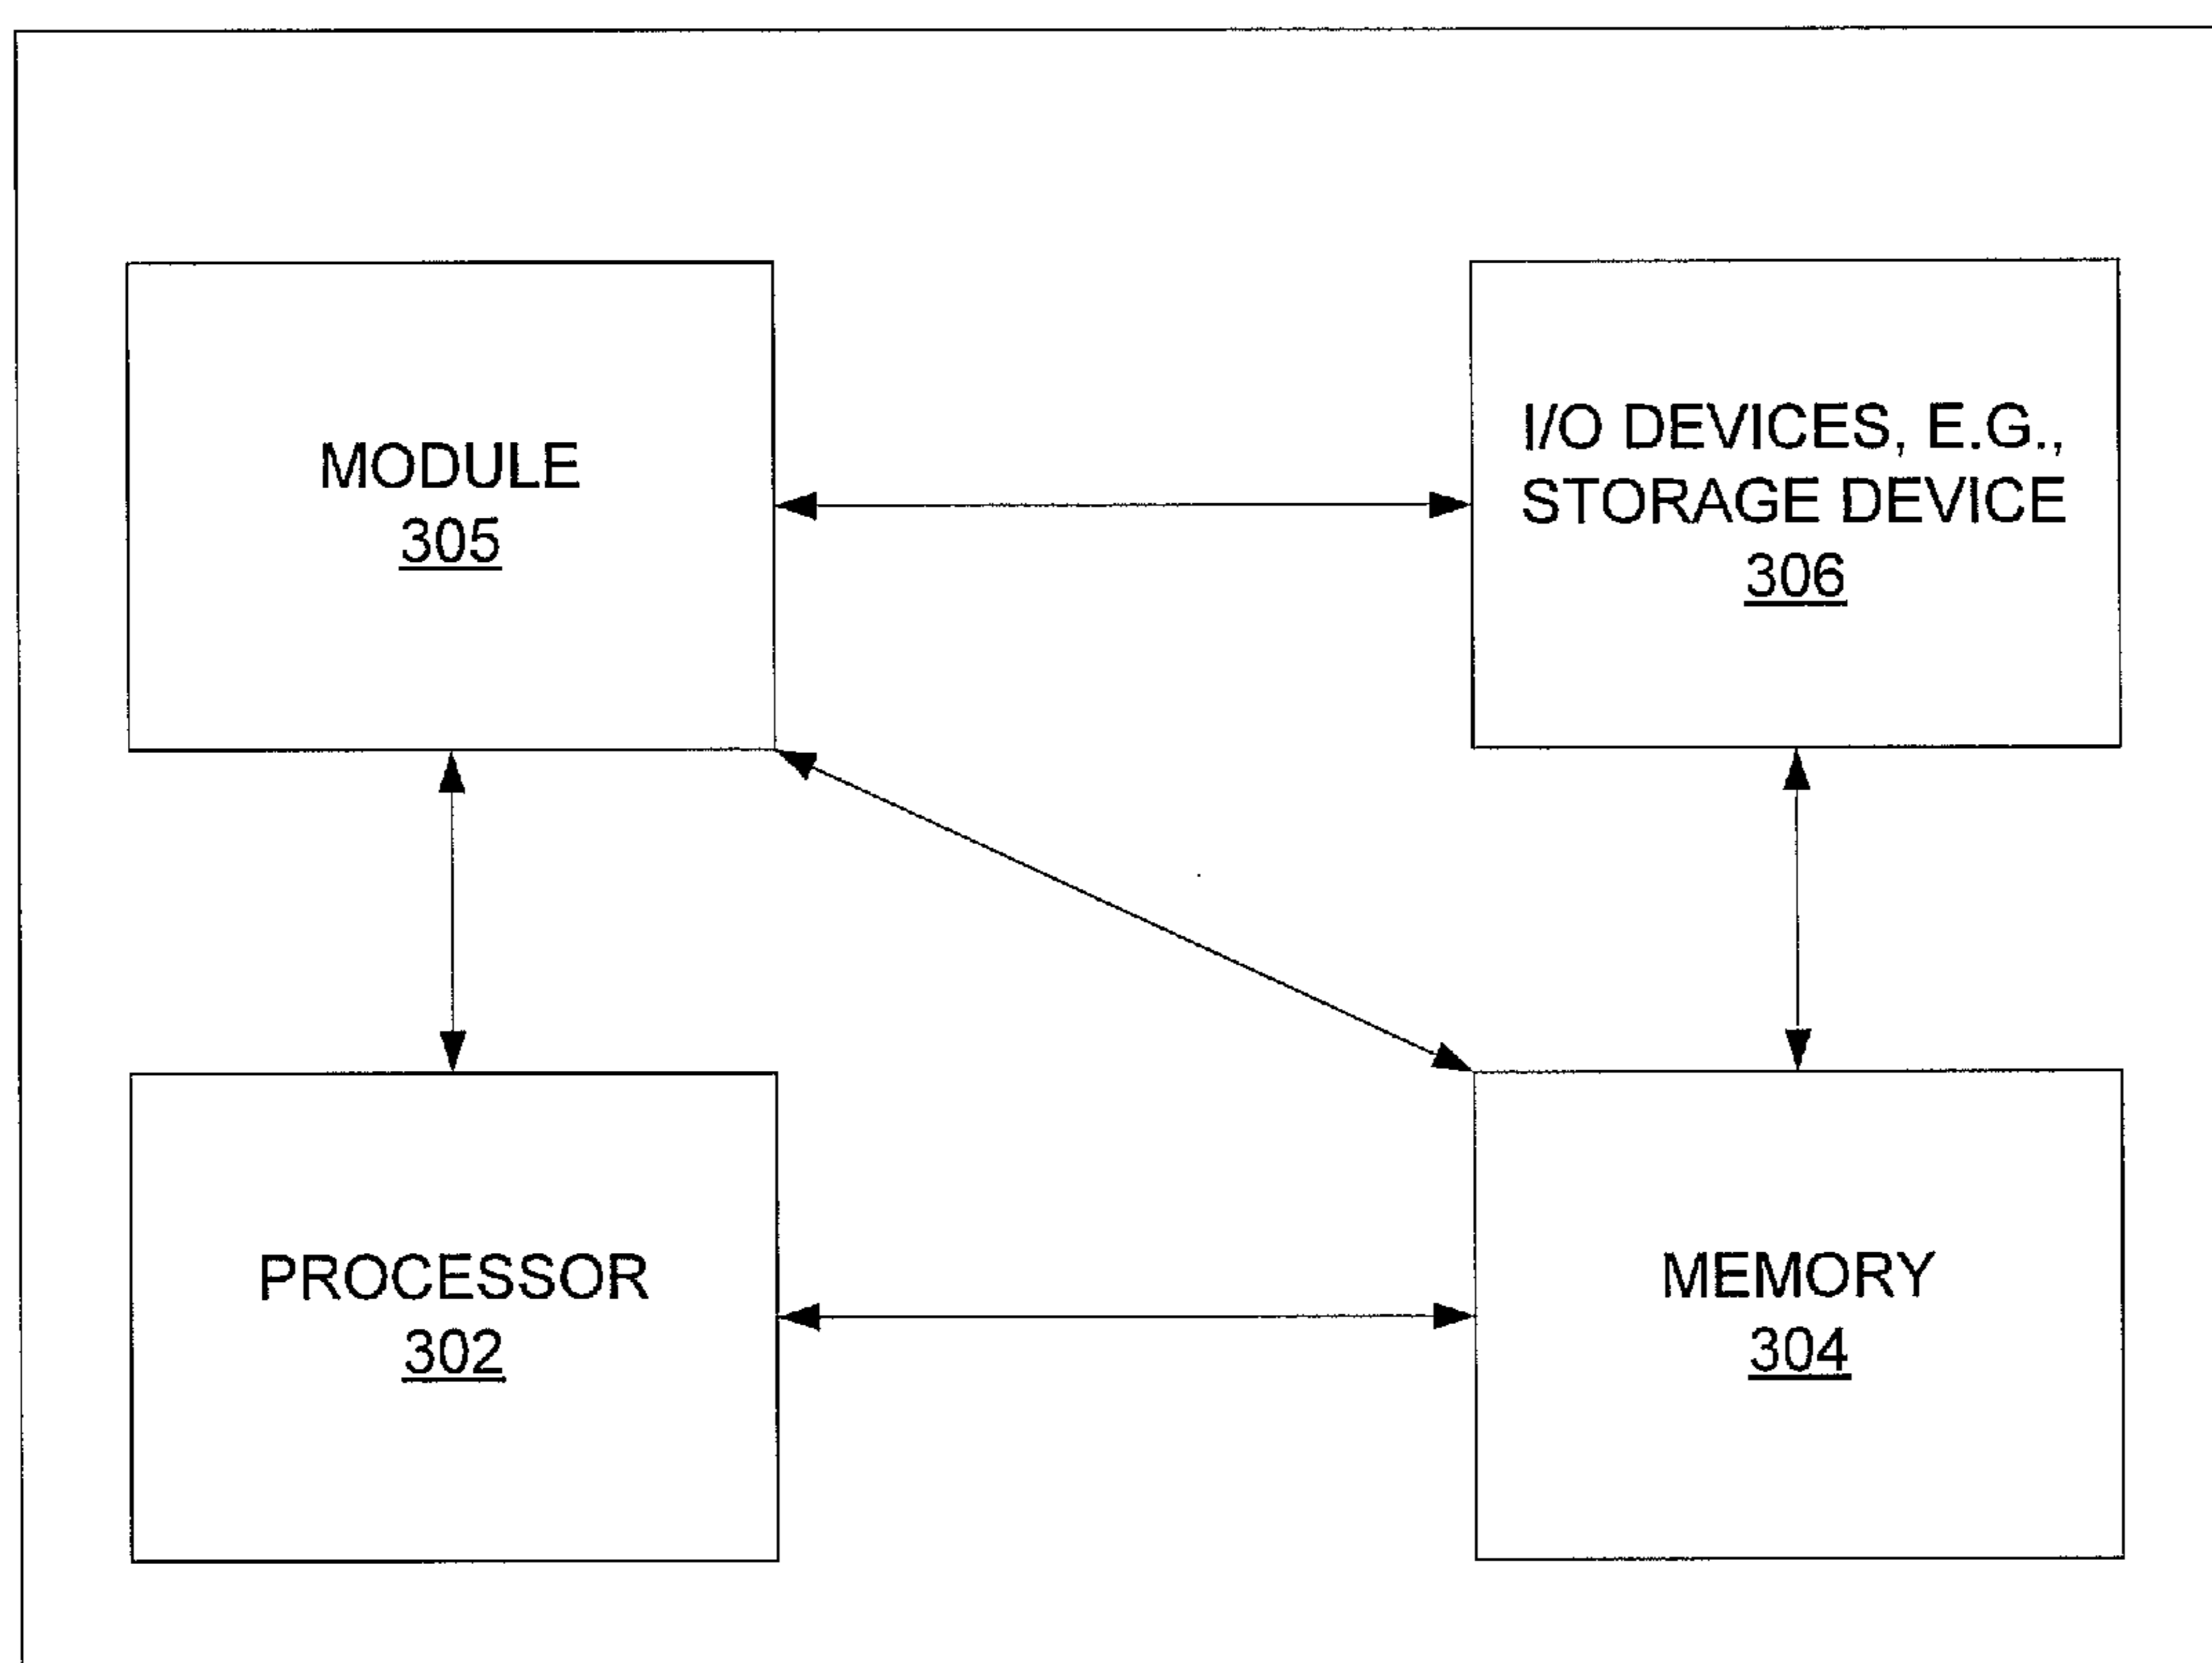 MODULE
305
I/O DEVICES, E.G.,
STORAGE DEVICE
306
PROCESSOR
302
MEMORY
304